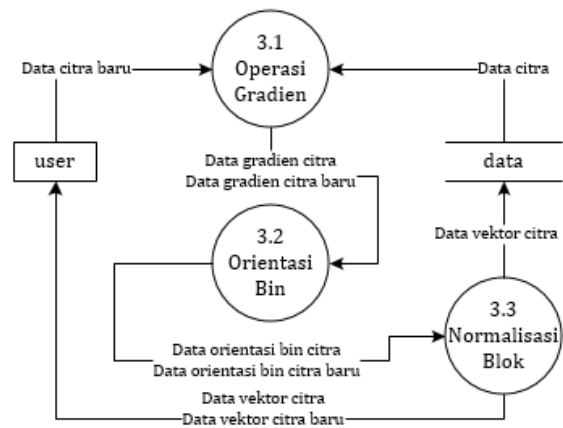 3.1
Operasi
Gradien
Data citra baru
Data citra
user
data
Data gradien citra
Data gradien citra baru
3.2
Orientasi
Bin
Data vektor citra
3.3
Normalisasi
Blok
Data orientasi bin citra
Data orientasi bin citra baru
Data vektor citra
Data vektor citra baru